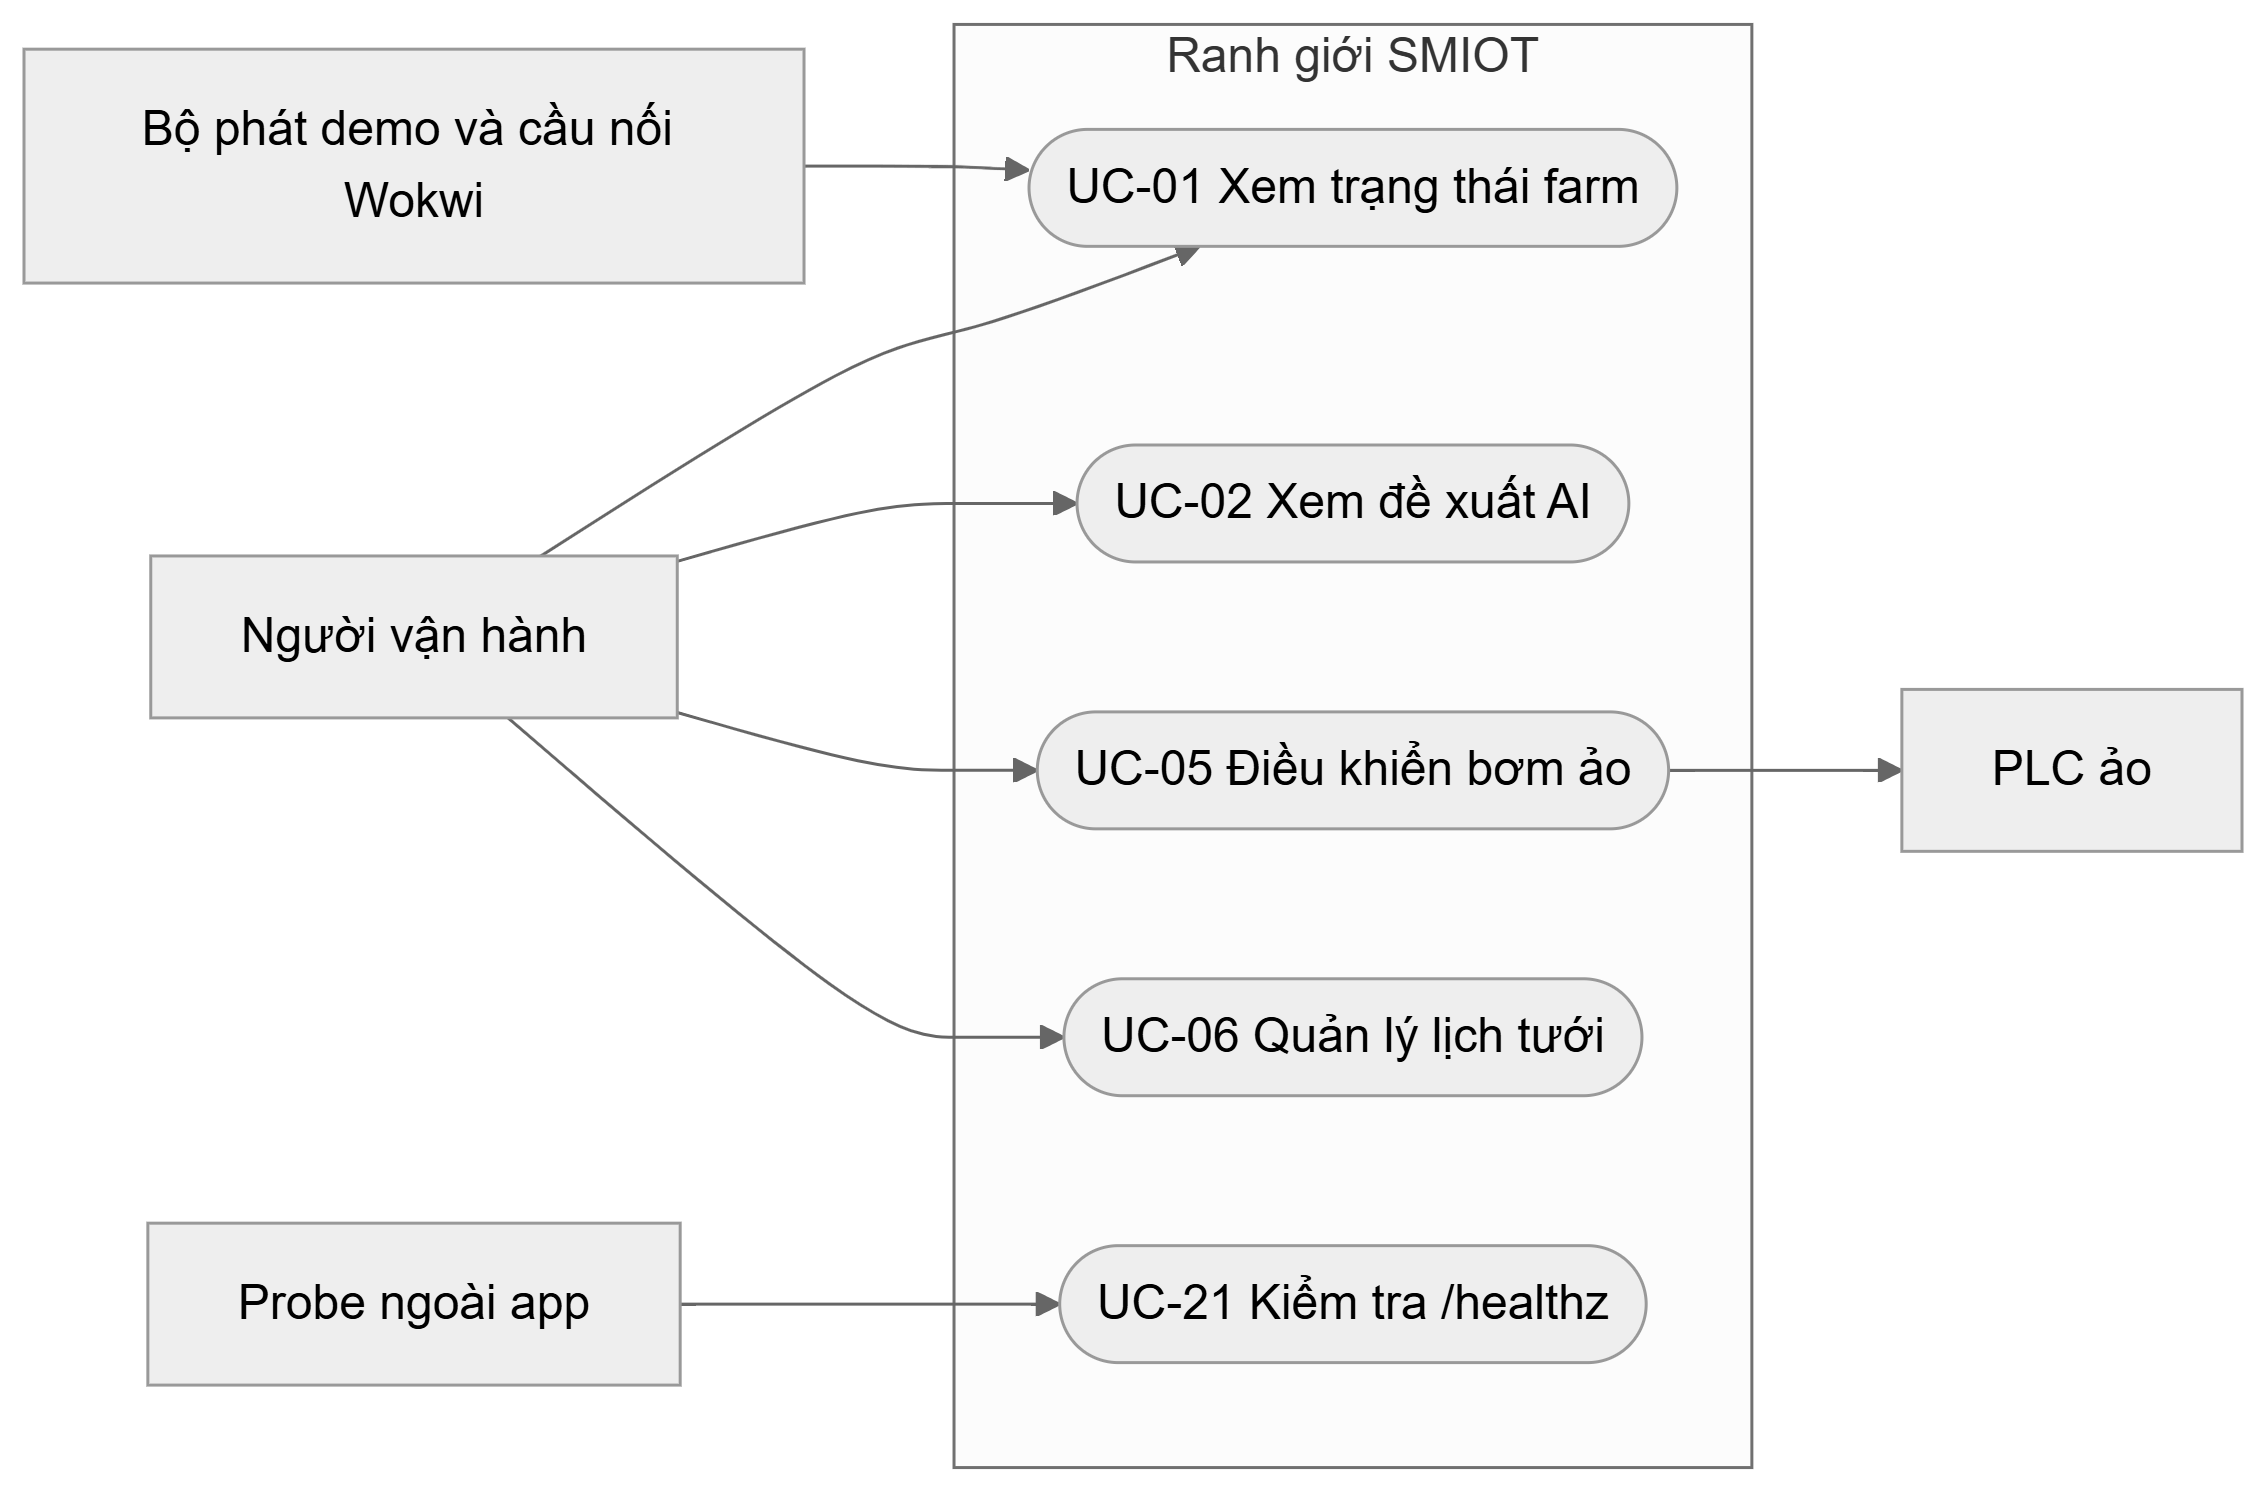 Ranh giới SMIOT
Bộ phát demo và cầu nối
Wokwi
UC-01 Xem trạng thái farm
UC-02 Xem đề xuất AI
Người vận hành
UC-05 Điều khiển bơm ảo
PLC ảo
UC-06 Quản lý lịch tưới
Probe ngoài app
UC-21 Kiểm tra /healthz